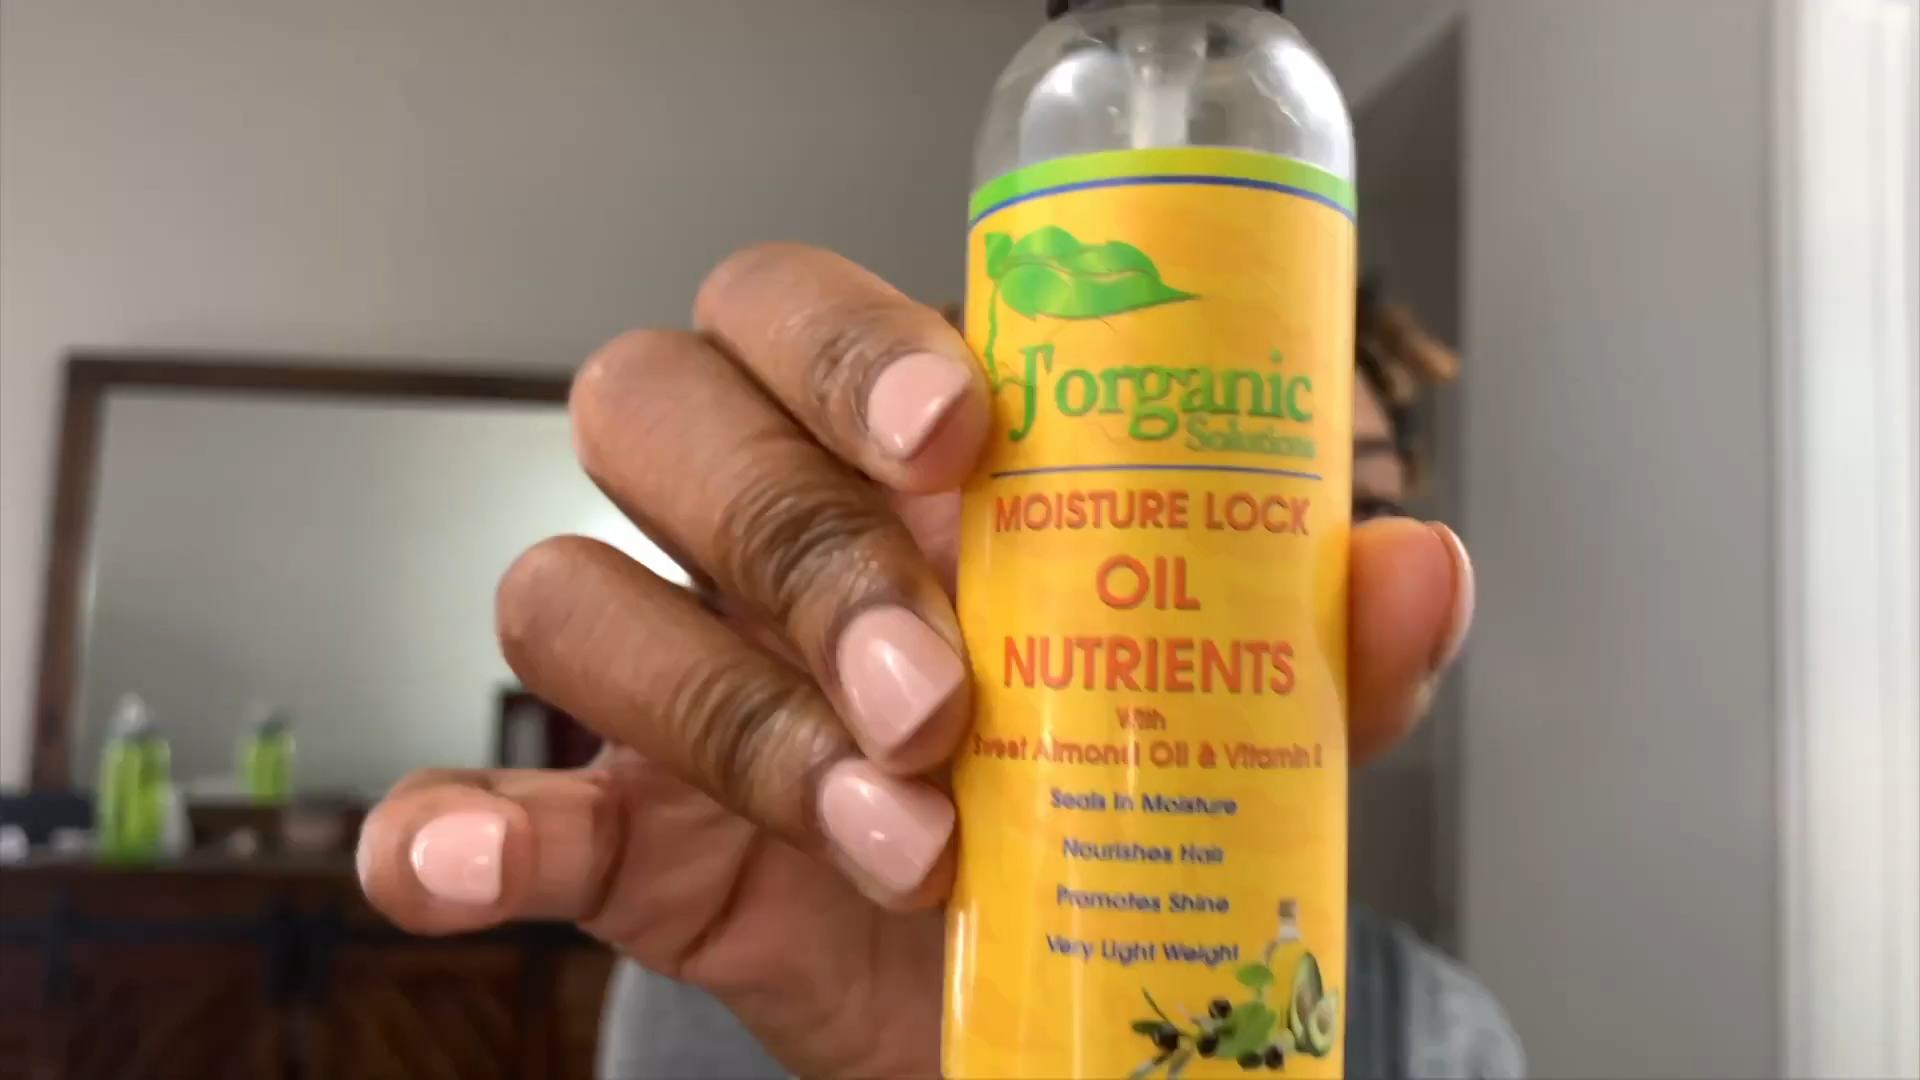 J'organic
Solutions
MOISTURE LOCK
OIL
NUTRIENTS
With
Sweet Almond Oil & Vitamin E
Seals In Moisture
Nourishes Hair
Promotes Shine
Very Light Weight